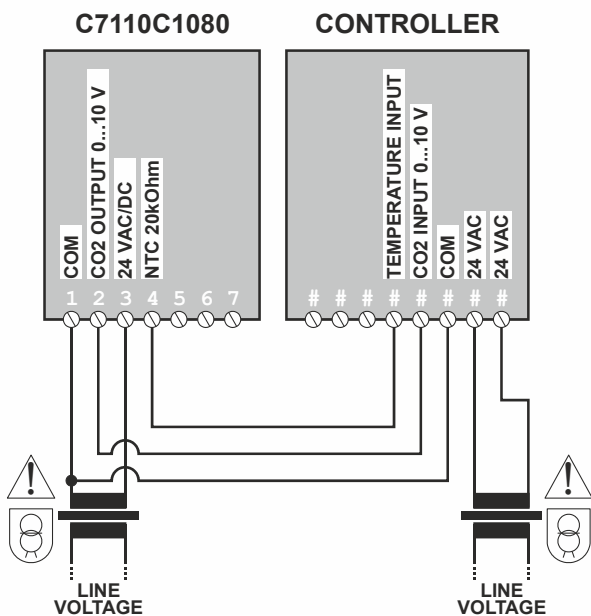 C7110C1080
CONTROLLER
COM
CO2 OUTPUT 0...10 V
24 VAC/DC
NTC 20kOhm
1 2 3 4 5 6 7
TEMPERATURE INPUT
CO2 INPUT 0...10 V
COM
24 VAC
24 VAC
# # # # # # # #
LINE
VOLTAGE
LINE
VOLTAGE